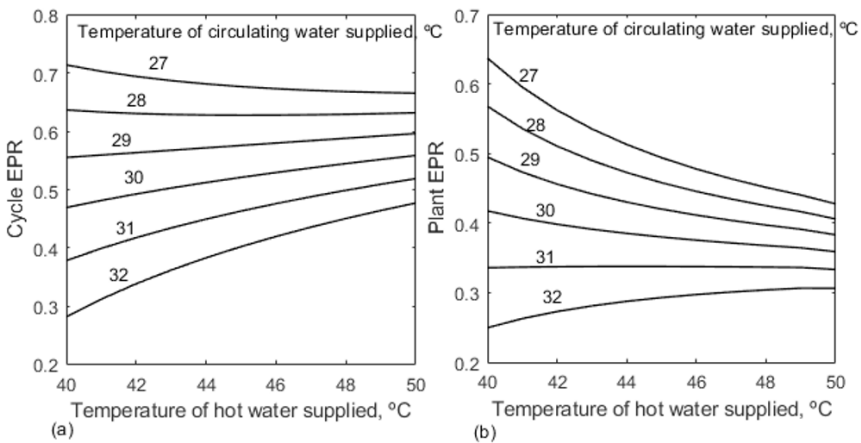 0.8
Temperature of circulating water supplied, ºC
27
0.7
28
0.6
29
0.5
30
31
0.4
32
0.3
0.2
40 42 44 46 48 50
Cycle EPR
Temperature of hot water supplied, ºC
(a)
0.7
Temperature of circulating water supplied, ºC
27
0.6
28
0.5
29
30
0.4
31
0.3
32
0.2
40 42 44 46 48 50
Plant EPR
Temperature of hot water supplied, ºC
(b)